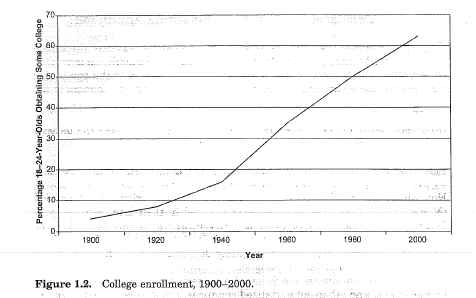 Percentage 18–24-Year-Olds Obtaining Some College
70
60
50
40
30
20
10
0
1900 1920 1940 1960 1980 2000
Year
Figure 1.2. College enrollment, 1900–2000.